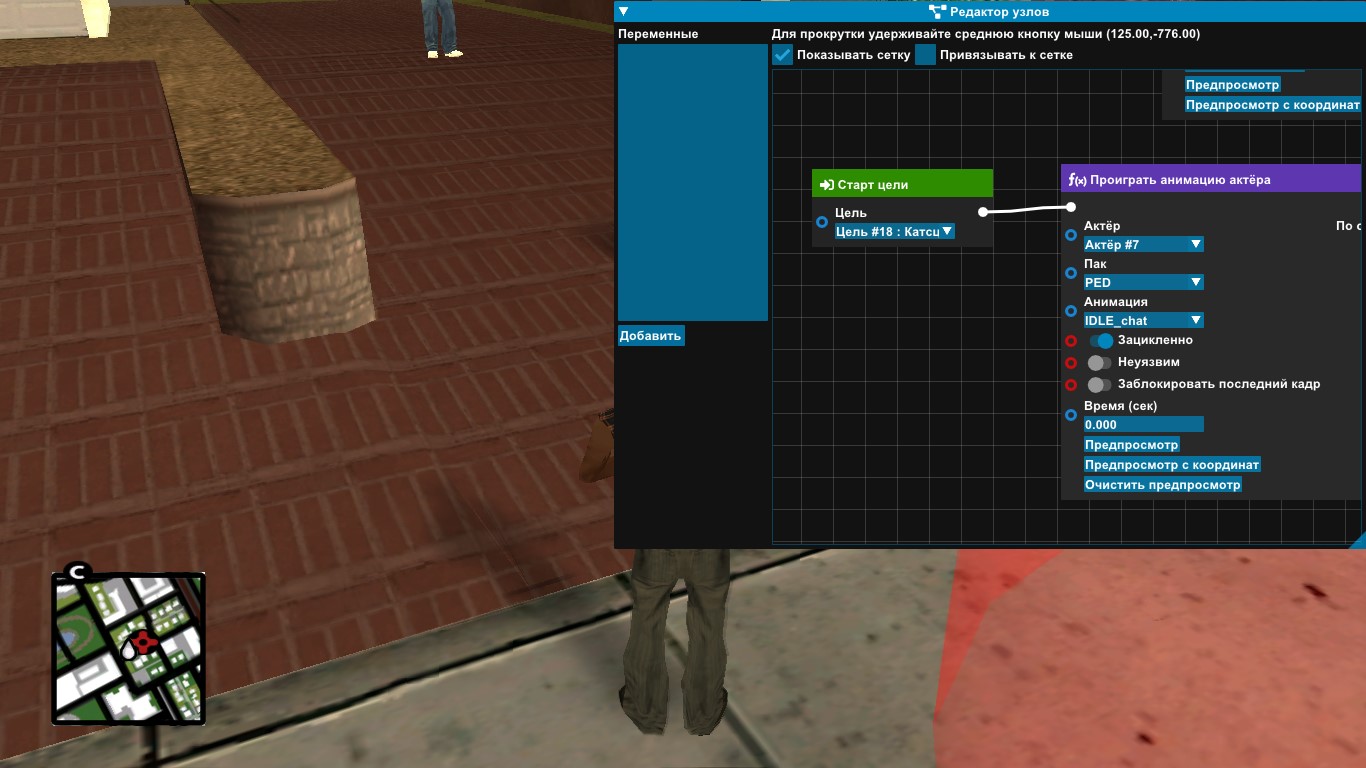 Редактор узлов
Переменные
Для прокрутки удерживайте среднюю кнопку мыши (125.00,-776.00)
Показывать сетку
Привязывать к сетке
Предпросмотр
Предпросмотр с координат
Старт цели
Цель
Цель #18 : Катсц
f(x) Проиграть анимацию актёра
Актёр
По с
Актёр #7
Пак
PED
Анимация
IDLE_chat
Зацикленно
Неуязвим
Заблокировать последний кадр
Время (сек)
0.000
Предпросмотр
Предпросмотр с координат
Очистить предпросмотр
Добавить
C